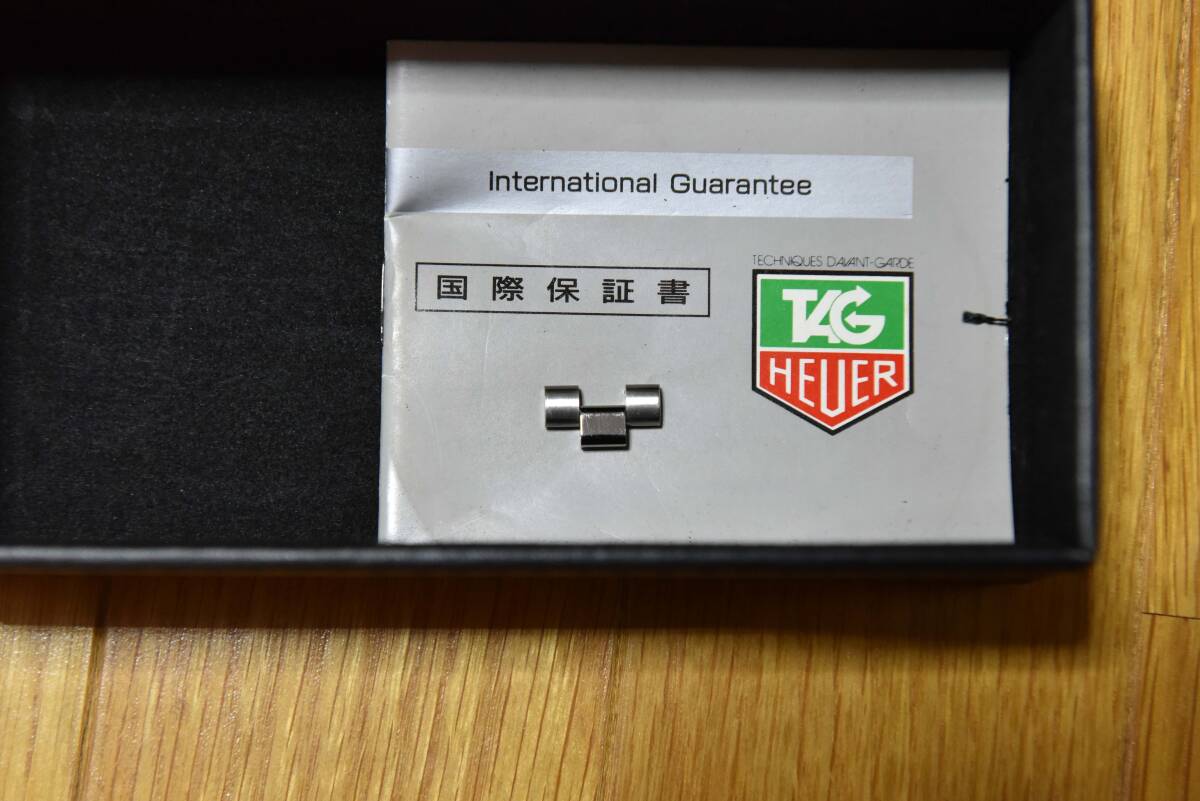 International Guarantee
国際保証書
TECHNIQUES D'AVANT-GARDE
TAG
HEUER